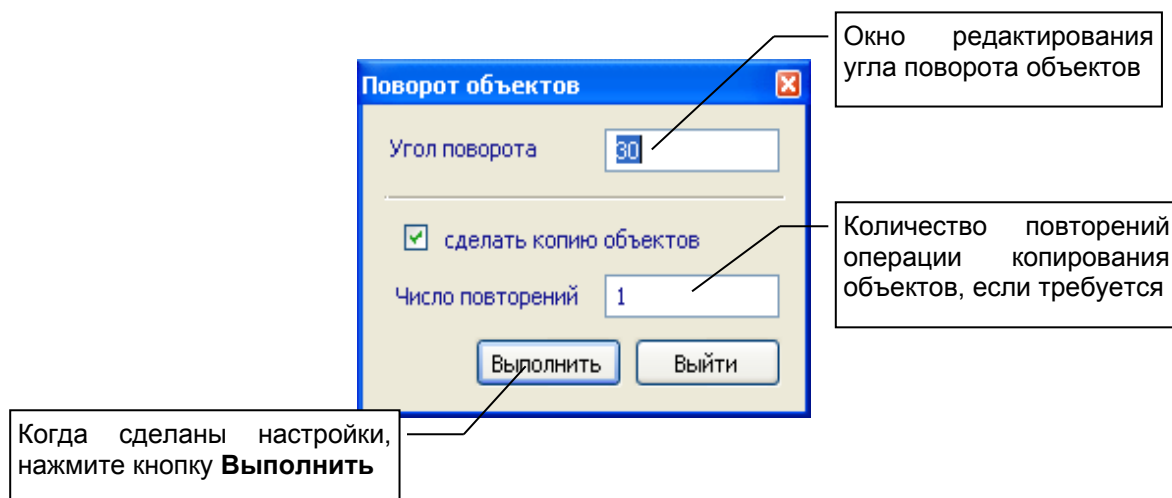 Окно редактирования
угла поворота объектов
Поворот объектов
Угол поворота 30
сделать копию объектов
Число повторений 1
Количество повторений
операции копирования
объектов, если требуется
Выполнить Выйти
Когда сделаны настройки,
нажмите кнопку Выполнить